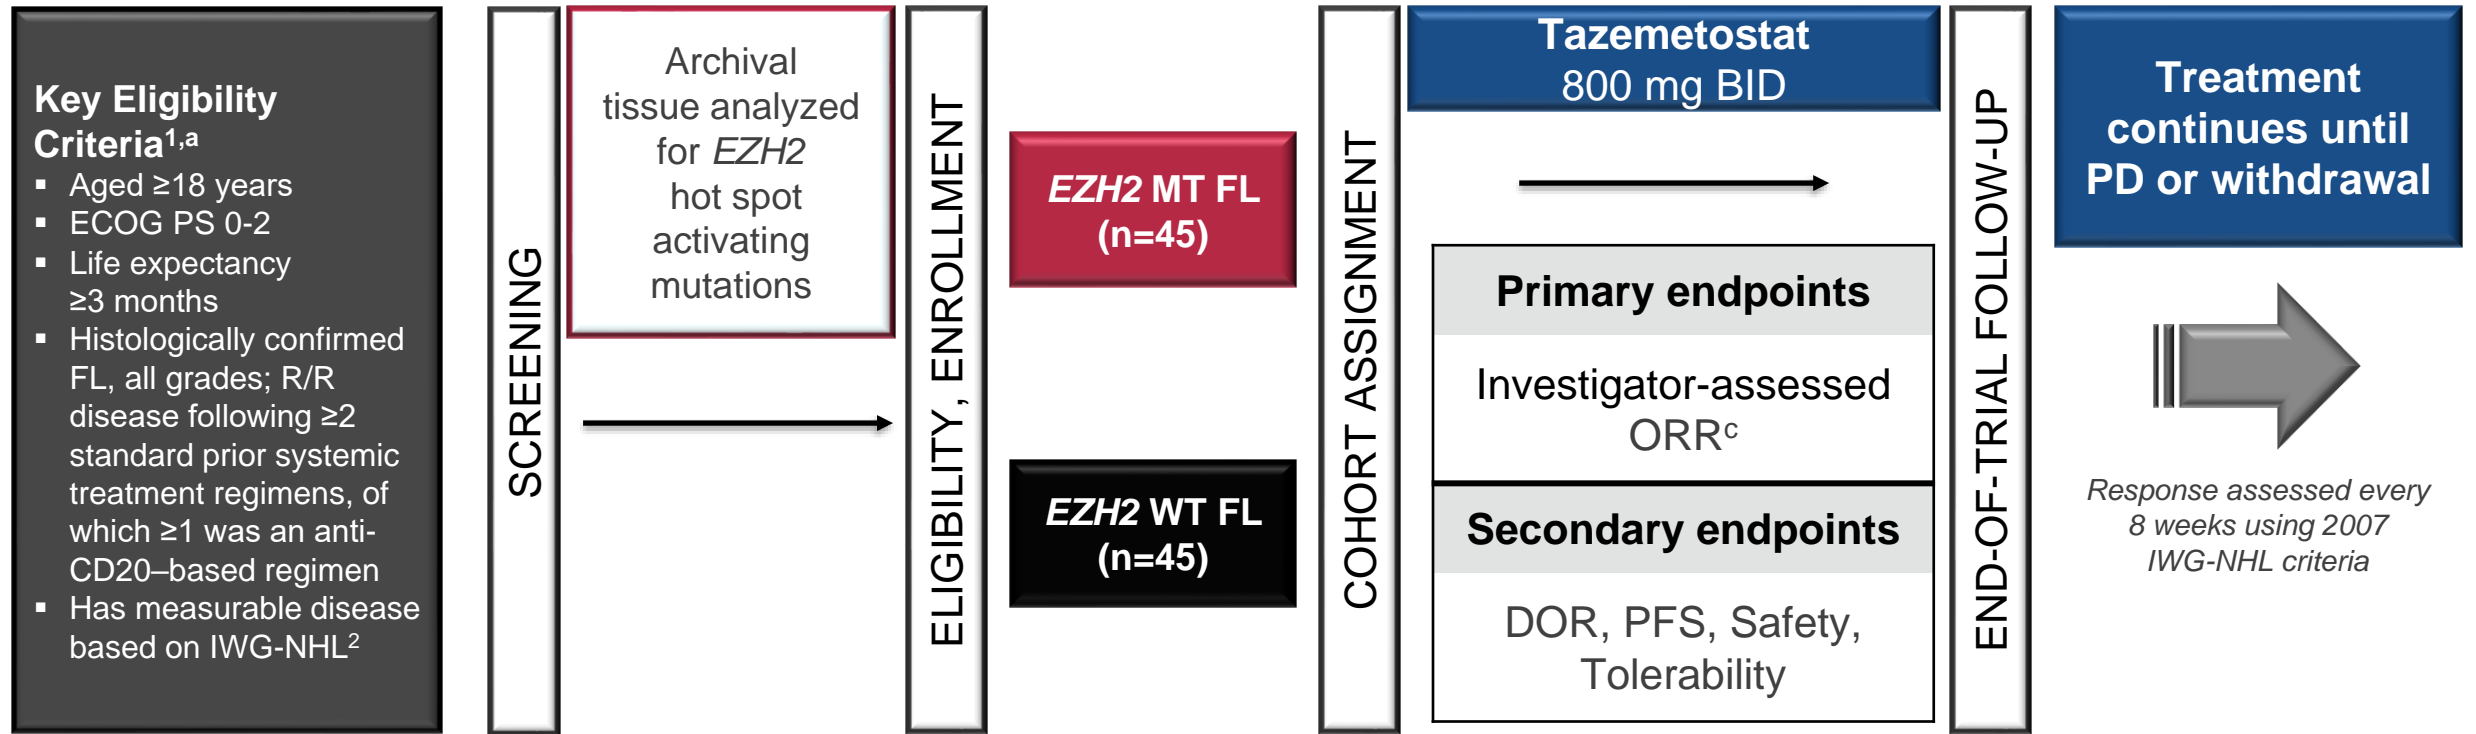 Key Eligibility
Criteria1,a
▪ Aged ≥18 years
▪ ECOG PS 0-2
▪ Life expectancy
≥3 months
▪ Histologically confirmed
FL, all grades; R/R
disease following ≥2
standard prior systemic
treatment regimens, of
which ≥1 was an anti-
CD20–based regimen
▪ Has measurable disease
based on IWG-NHL2
SCREENING
Archival
tissue analyzed
for EZH2
hot spot
activating
mutations
ELIGIBILITY, ENROLLMENT
EZH2 MT FL
(n=45)
EZH2 WT FL
(n=45)
COHORT ASSIGNMENT
Tazemetostat
800 mg BID
Primary endpoints
Investigator-assessed
ORRc
Secondary endpoints
DOR, PFS, Safety,
Tolerability
END-OF-TRIAL FOLLOW-UP
Treatment
continues until
PD or withdrawal
Response assessed every
8 weeks using 2007
IWG-NHL criteria